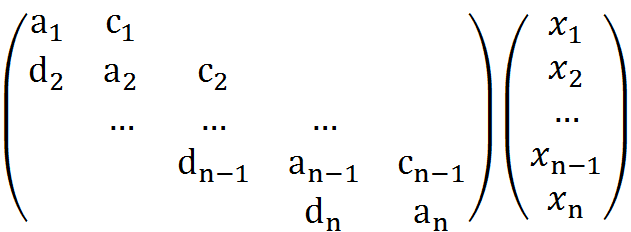 a₁ c₁ x₁
d₂ a₂ c₂ x₂
... ... ... ...
dₙ₋₁ aₙ₋₁ cₙ₋₁ xₙ₋₁
dₙ aₙ xₙ